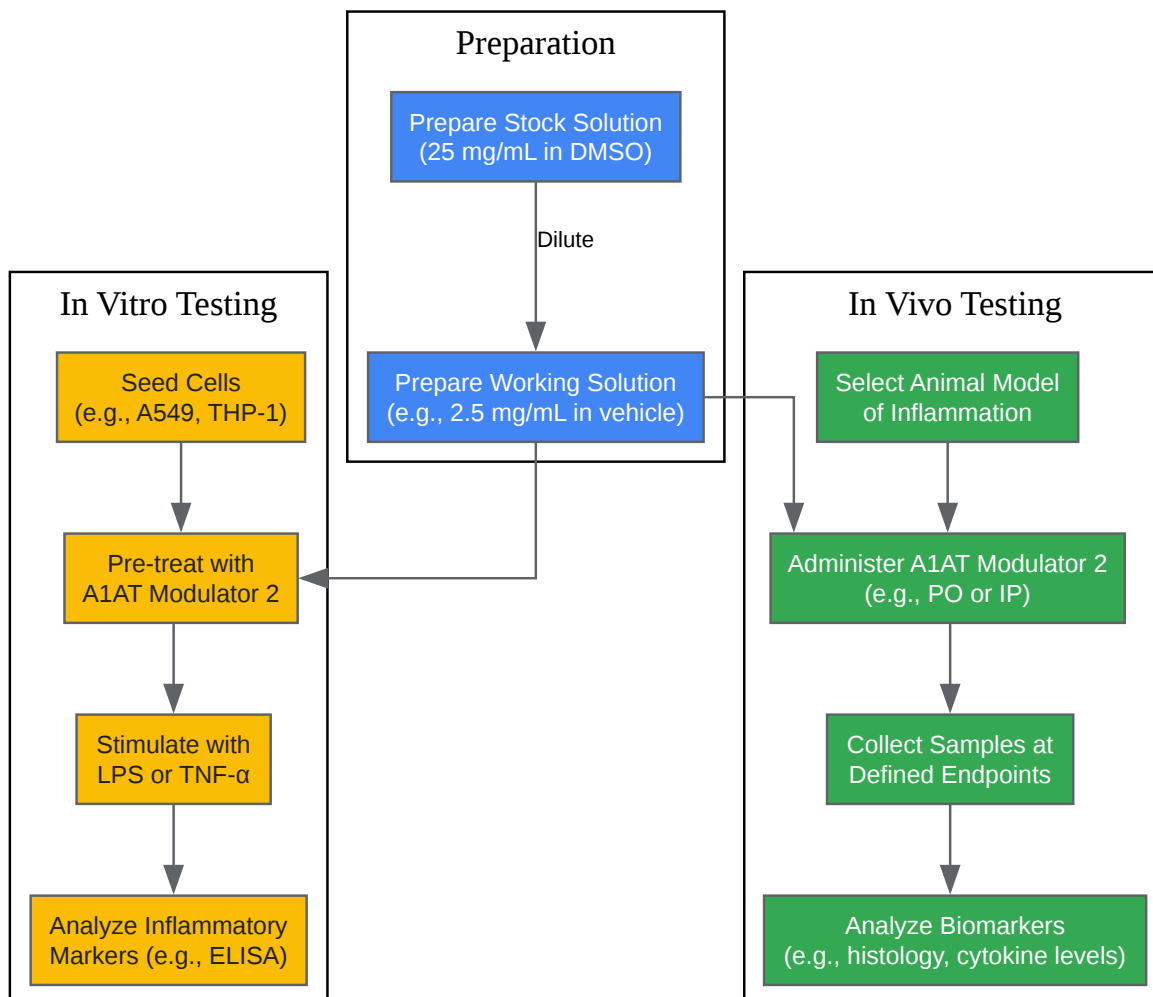 Preparation
Prepare Stock Solution
(25 mg/mL in DMSO)
Dilute
Prepare Working Solution
(e.g., 2.5 mg/mL in vehicle)
In Vitro Testing
Seed Cells
(e.g., A549, THP-1)
Pre-treat with
A1AT Modulator 2
Stimulate with
LPS or TNF-α
Analyze Inflammatory
Markers (e.g., ELISA)
In Vivo Testing
Select Animal Model
of Inflammation
Administer A1AT Modulator 2
(e.g., PO or IP)
Collect Samples at
Defined Endpoints
Analyze Biomarkers
(e.g., histology, cytokine levels)